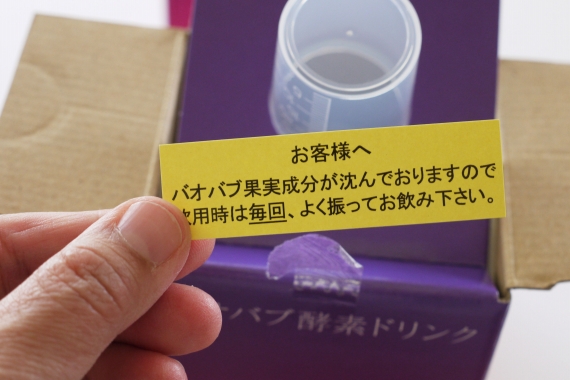 お客様へ
バオバブ果実成分が沈んでおりますので
飲用時は毎回、よく振ってお飲み下さい。
オバブ酵素ドリンク